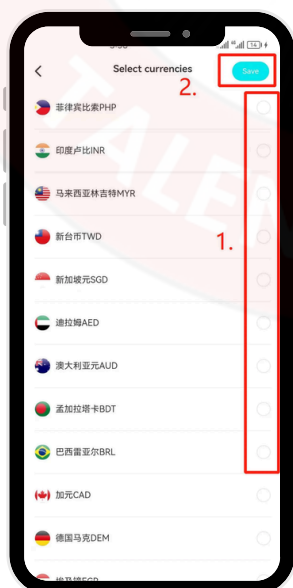 Select currencies
Save
2.
菲律宾比索PHP
印度卢比INR
马来西亚林吉特MYR
新台币TWD
1.
新加坡元SGD
迪拉姆AED
澳大利亚元AUD
孟加拉塔卡BDT
巴西雷亚尔BRL
加元CAD
德国马克DEM